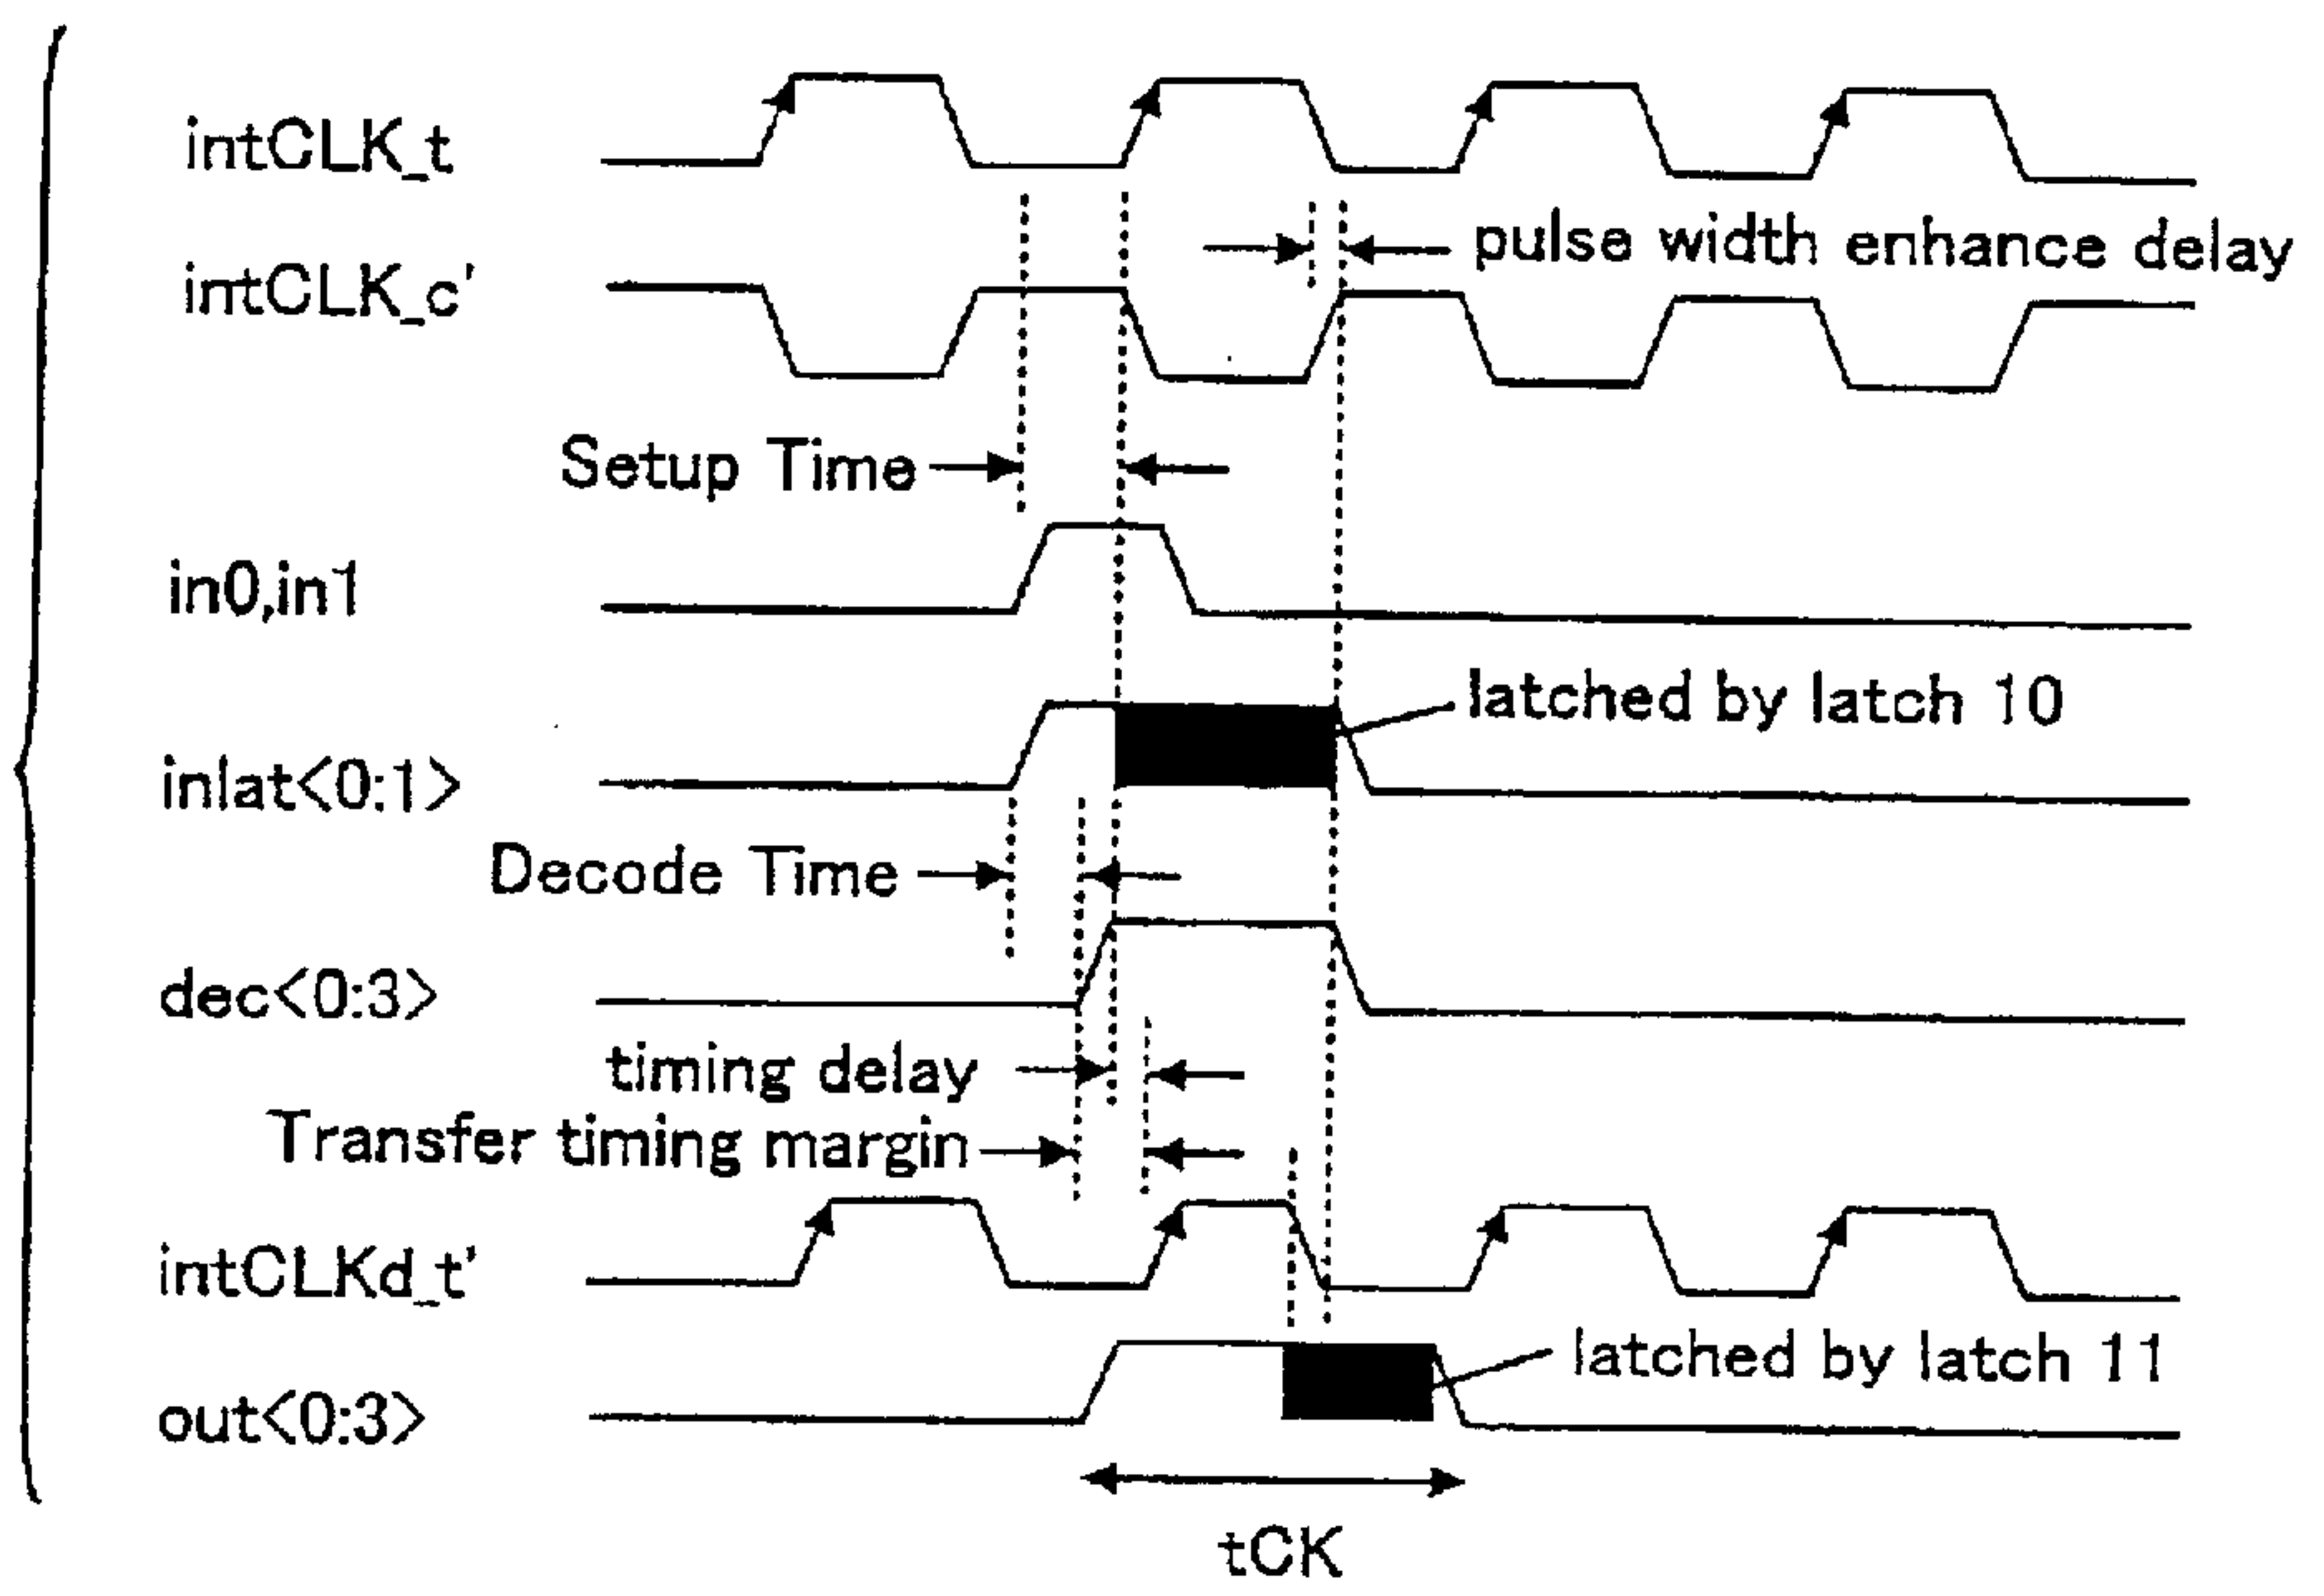 intCLK_t
pulse width enhance delay
intCLK_c'
Setup Time
in0,in1
latched by latch 10
inlat<0:1>
Decode Time
dec<0:3>
timing delay
Transfer timing margin
intCLKd_t'
latched by latch 11
out<0:3>
tCK